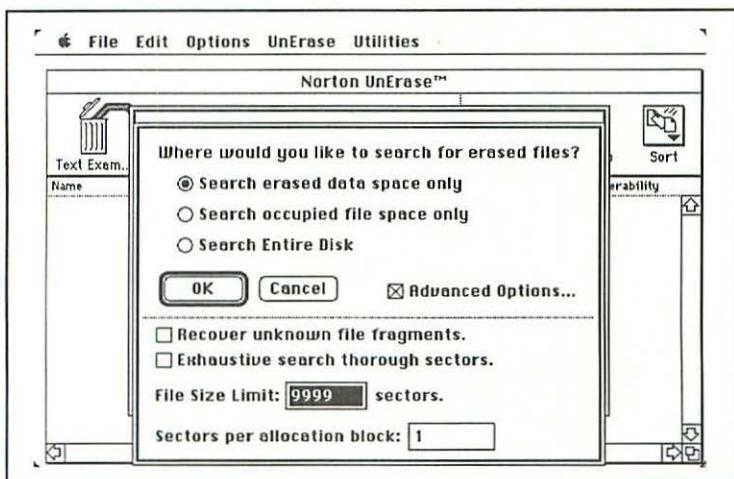 File Edit Options UnErase Utilities
Norton UnErase™
Text Exam..
Sort
Name
erability
Where would you like to search for erased files?
Search erased data space only
Search occupied file space only
Search Entire Disk
OK Cancel Advanced Options...
Recover unknown file fragments.
Exhaustive search thorough sectors.
File Size Limit: 9999 sectors.
Sectors per allocation block: 1